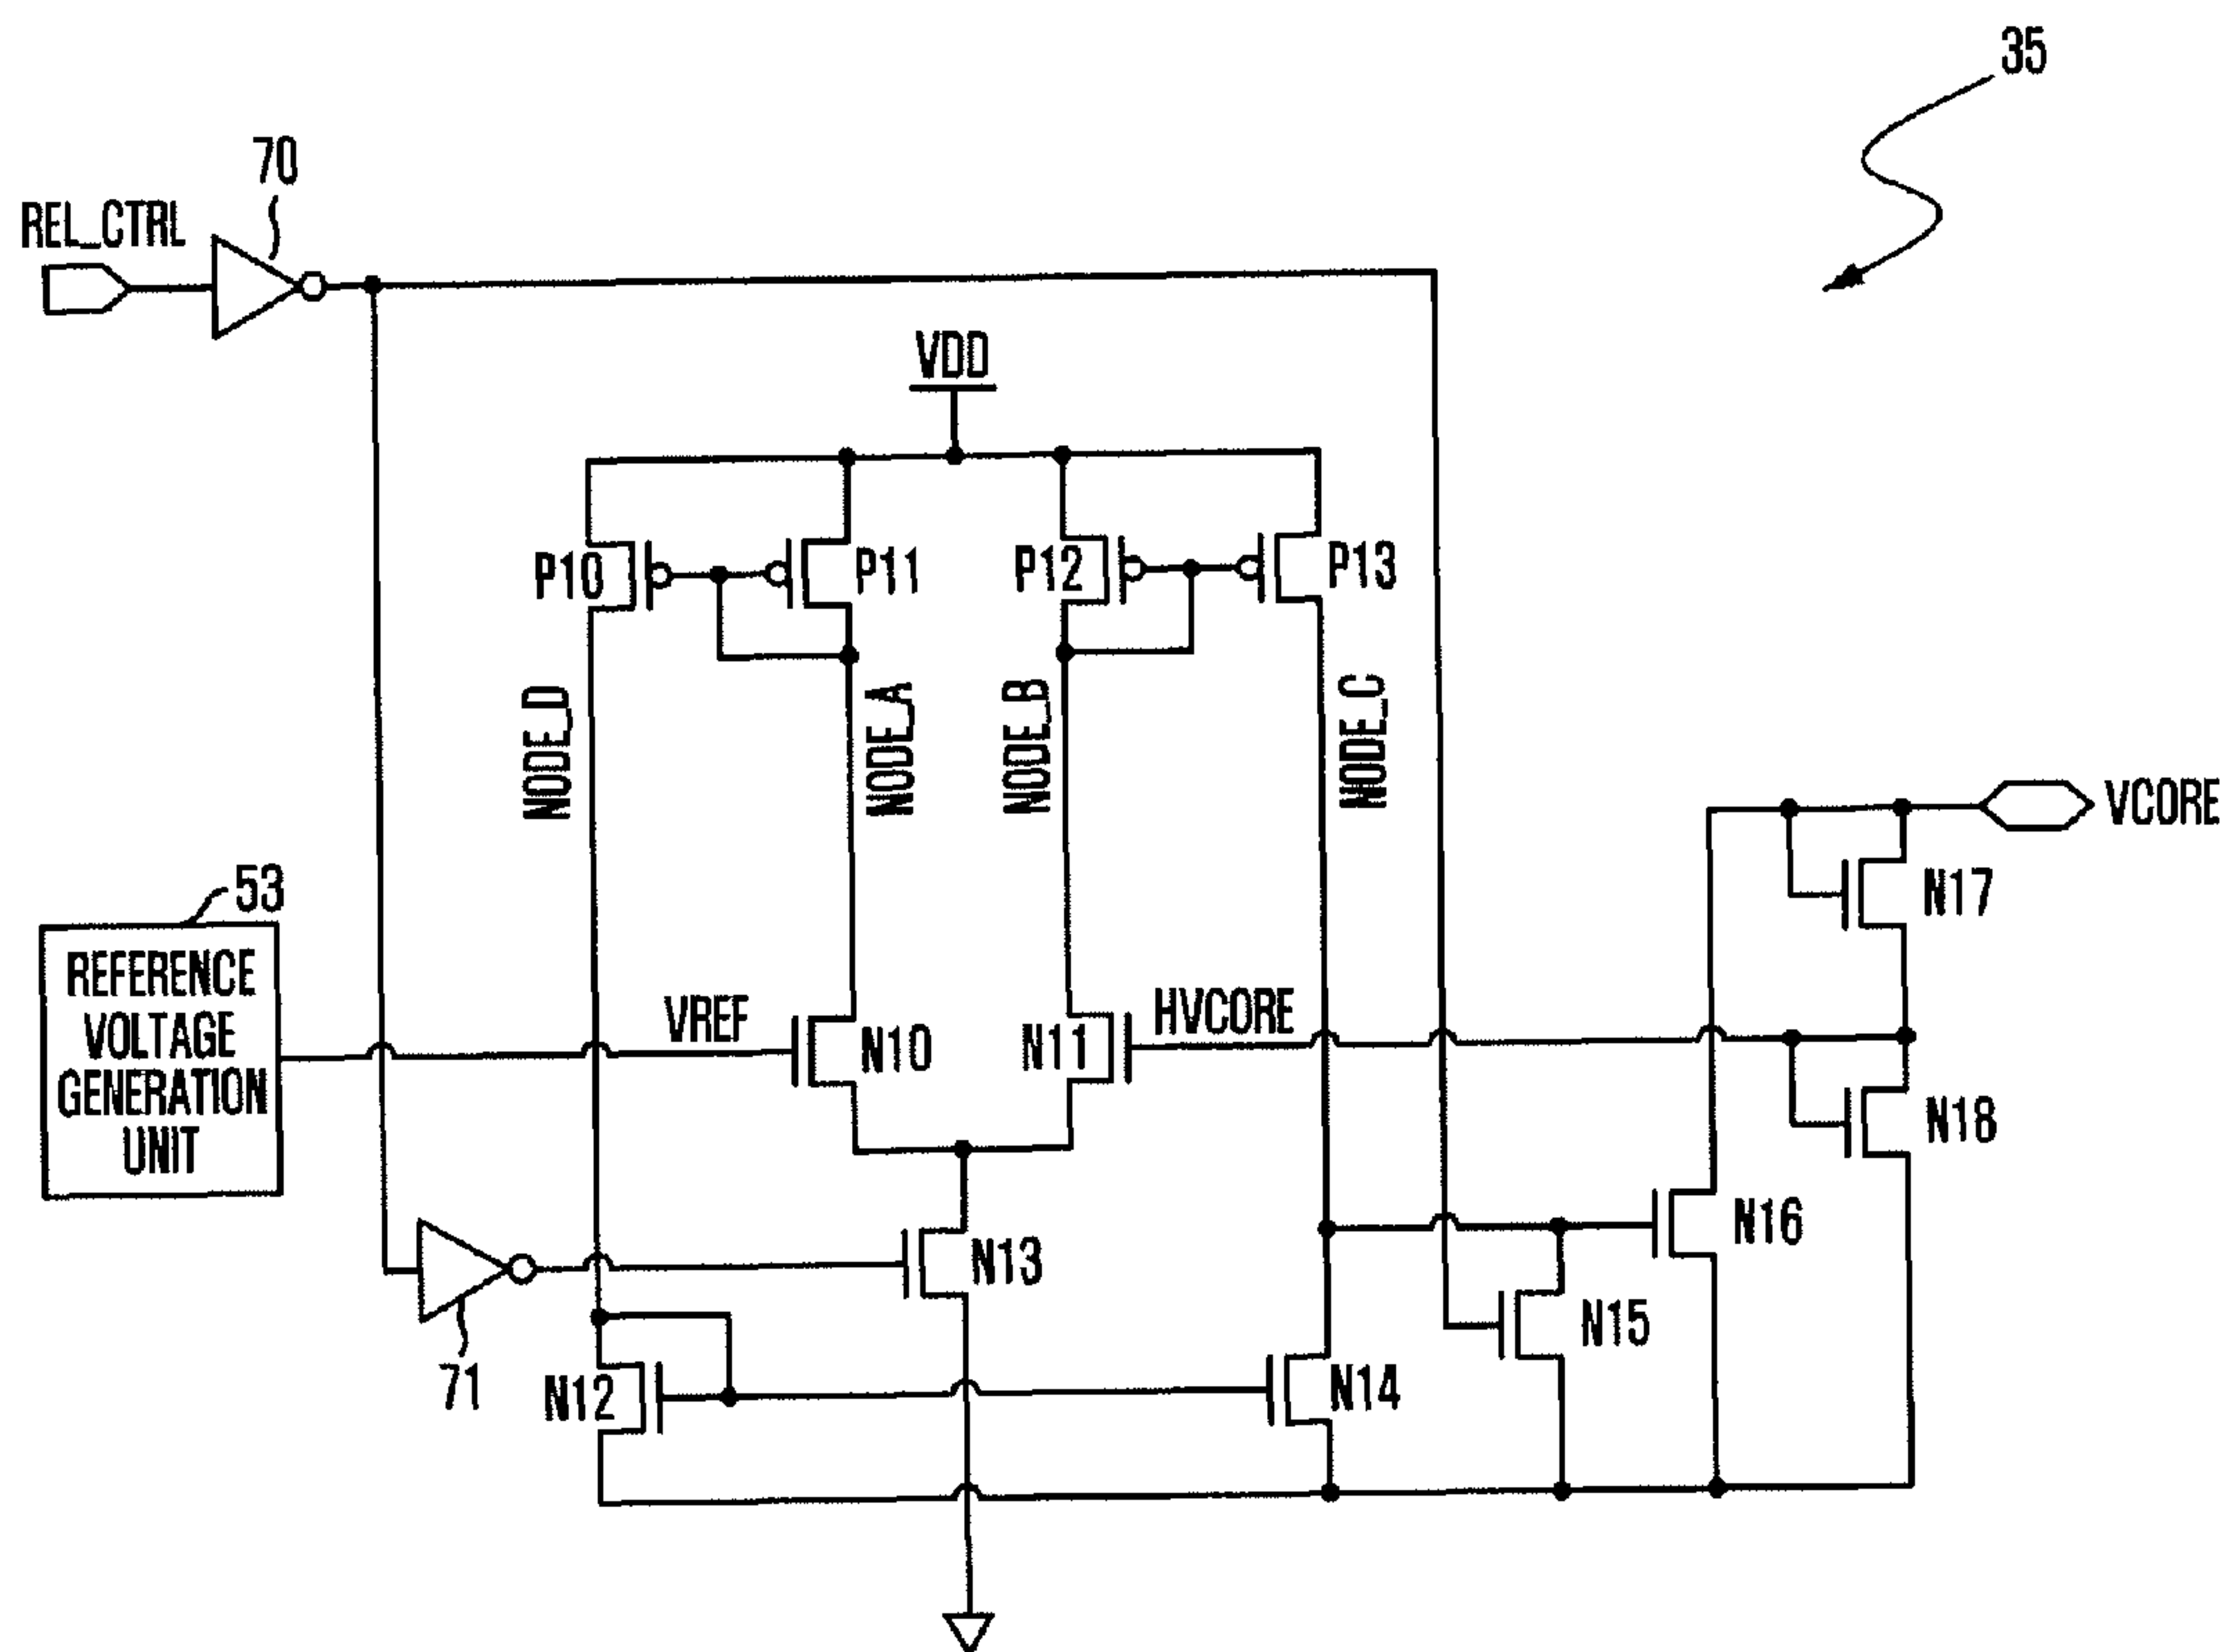 35
70
REL_CTRL
VDD
P10
P11
P12
P13
NODE_D
NODE_A
NODE_B
NODE_C
VCORE
N17
53
REFERENCE
VOLTAGE
GENERATION
UNIT
VREF
N10
N11
HVCORE
N18
N13
N16
N15
71
N12
N14